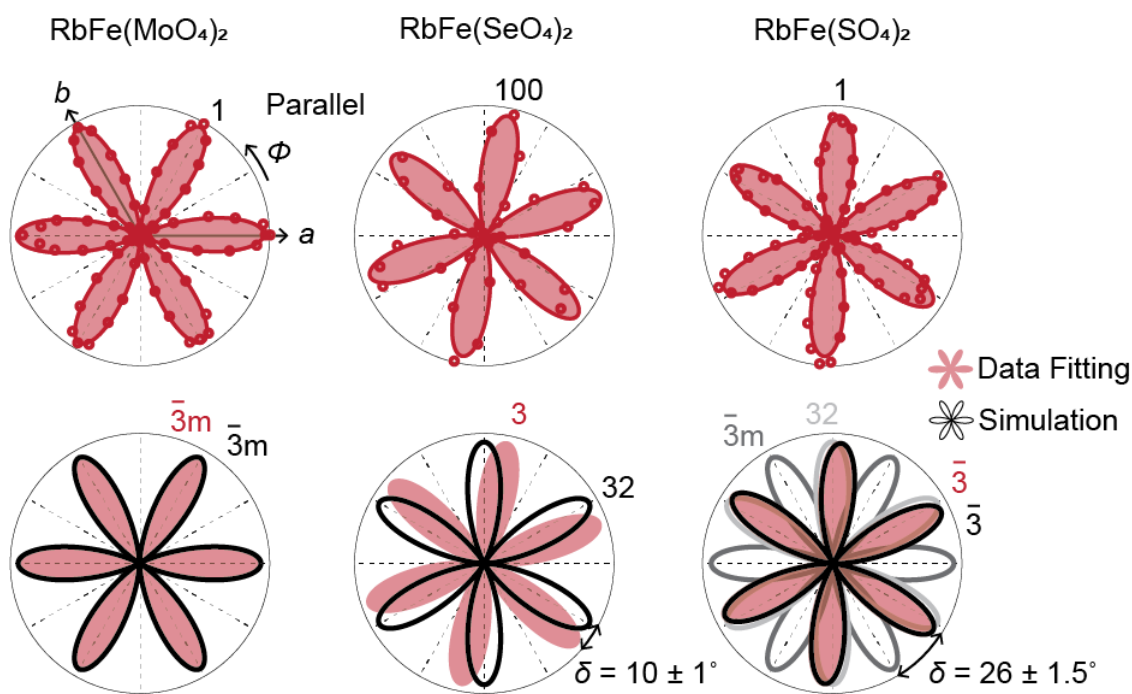 RbFe(MoO₄)₂
RbFe(SeO₄)₂
RbFe(SO₄)₂
b
1
Parallel
Φ
a
100
1
Data Fitting
Simulation
3̅m
3̅m
3
32
δ = 10 ± 1°
3̅m
32
3̅
3̅
δ = 26 ± 1.5°